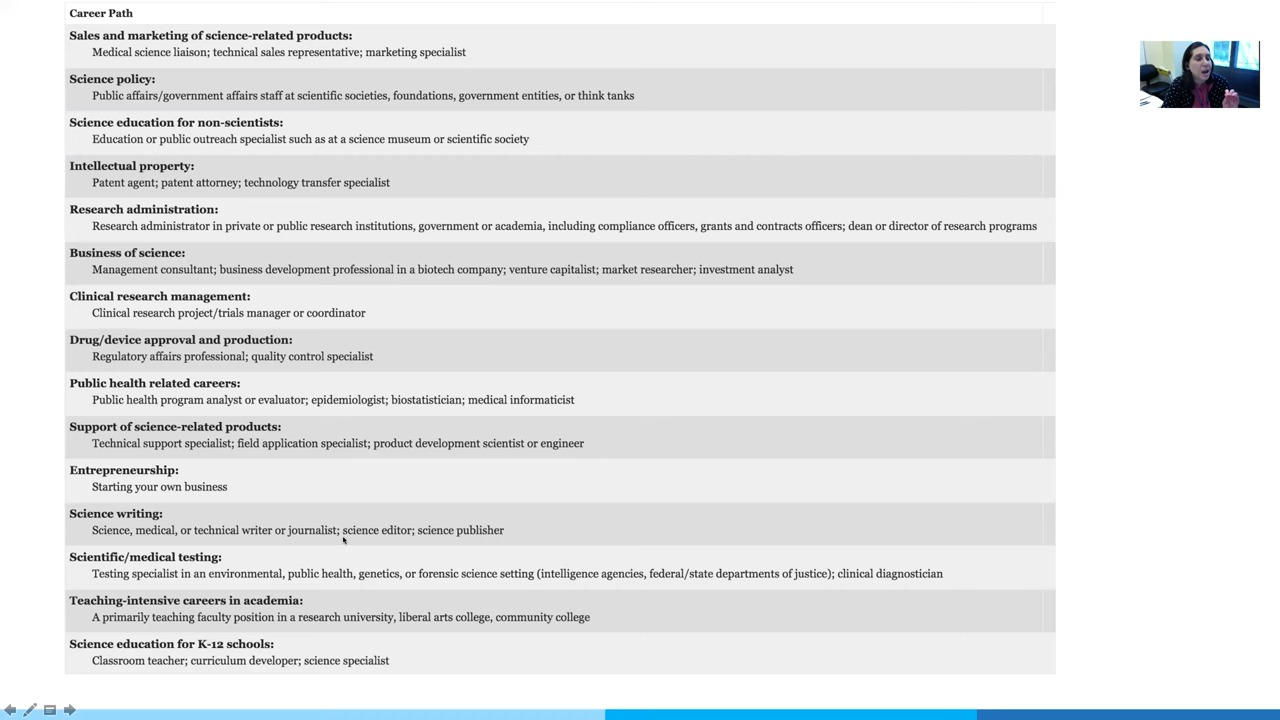 Career Path
Sales and marketing of science-related products:
Medical science liaison; technical sales representative; marketing specialist
Science policy:
Public affairs/government affairs staff at scientific societies, foundations, government entities, or think tanks
Science education for non-scientists:
Education or public outreach specialist such as at a science museum or scientific society
Intellectual property:
Patent agent; patent attorney; technology transfer specialist
Research administration:
Research administrator in private or public research institutions, government or academia, including compliance officers, grants and contracts officers; dean or director of research programs
Business of science:
Management consultant; business development professional in a biotech company; venture capitalist; market researcher; investment analyst
Clinical research management:
Clinical research project/trials manager or coordinator
Drug/device approval and production:
Regulatory affairs professional; quality control specialist
Public health related careers:
Public health program analyst or evaluator; epidemiologist; biostatistician; medical informaticist
Support of science-related products:
Technical support specialist; field application specialist; product development scientist or engineer
Entrepreneurship:
Starting your own business
Science writing:
Science, medical, or technical writer or journalist; science editor; science publisher
Scientific/medical testing:
Testing specialist in an environmental, public health, genetics, or forensic science setting (intelligence agencies, federal/state departments of justice); clinical diagnostician
Teaching-intensive careers in academia:
A primarily teaching faculty position in a research university, liberal arts college, community college
Science education for K-12 schools:
Classroom teacher; curriculum developer; science specialist